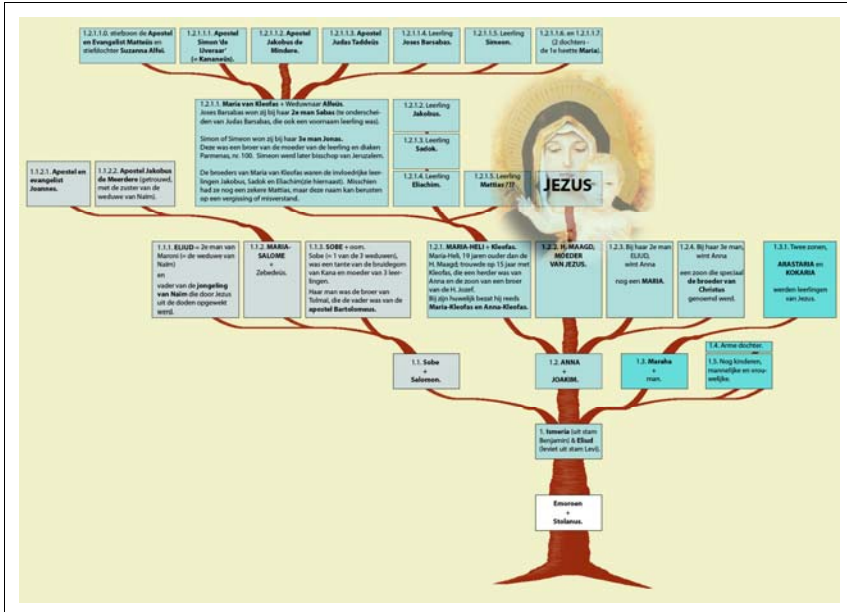 1.2.1.1.0. stiefzoon de Apostel
en Evangelist Matteüs en
stiefdochter Suzanna Alfei.
1.2.1.1.1. Apostel
Simon 'de
IJveraar'
(= Kananeüs).
1.2.1.1.2. Apostel
Jakobus de
Mindere.
1.2.1.1.3. Apostel
Judas Taddeüs
1.2.1.1.4. Leerling
Joses Barsabas.
1.2.1.1.5. Leerling
Simeon.
1.2.1.1.6. en 1.2.1.1.7.
(2 dochters -
de 1e heette Maria).
1.2.1.1. Maria van Kleofas + Weduwnaar Alfeüs.
Joses Barsabas won zij bij haar 2e man Sabas (te onderschei-
den van Judas Barsabas, die ook een voornaam leerling was).
Simon of Simeon won zij bij haar 3e man Jonas.
Deze was een broer van de moeder van de leerling en diaken
Parmenas, nr. 100. Simeon werd later bisschop van Jeruzalem.
De broeders van Maria van Kleofas waren de invloedrijke leer-
lingen Jakobus, Sadok en Eliachim(zie hiernaast). Misschien
had ze nog een zekere Mattias, maar deze naam kan berusten
op een vergissing of misverstand.
1.2.1.2. Leerling
Jakobus.
1.2.1.3. Leerling
Sadok.
1.2.1.4. Leerling
Eliachim.
1.2.1.5. Leerling
Mattias ?!?
JEZUS
1.1.2.1. Apostel en
evangelist
Joannes.
1.1.2.2. Apostel Jakobus
de Meerdere (getrouwd,
met de zuster van de
weduwe van Naïm).
1.1.1. ELIUD = 2e man van
Maroni (= de weduwe van
Naïm)
en
vader van de jongeling
van Naïm die door Jezus
uit de doden opgewekt
werd.
1.1.2. MARIA-
SALOME
+
Zebedeüs.
1.1.3. SOBE + oom.
Sobe (= 1 van de 3 weduwen),
was een tante van de bruidegom
van Kana en moeder van 3 leer-
lingen.
Haar man was de broer van
Tolmai, die de vader was van de
apostel Bartolomeus.
1.2.1. MARIA-HELI + Kleofas.
Maria-Heli, 19 jaren ouder dan de
H. Maagd; trouwde op 15 jaar met
Kleofas, die een herder was van
Anna en de zoon van een broer
van de H. Jozef.
Bij zijn huwelijk bezat hij reeds
Maria-Kleofas en Anna-Kleofas.
1.2.2. H. MAAGD,
MOEDER
VAN JEZUS.
1.2.3. Bij haar 2e man
ELIUD,
wint Anna
nog een MARIA.
1.2.4. Bij haar 3e man,
wint Anna
een zoon die speciaal
de broeder van
Christus
genoemd werd.
1.3.1. Twee zonen,
ARASTARIA en
KOKARIA
werden leerlingen
van Jezus.
1.1. Sobe
+
Salomon.
1.2. ANNA
+
JOAKIM.
1.3. Maraha
+
man.
1.4. Arme dochter.
1.5. Nog kinderen,
mannelijke en vrou-
welijke.
1. Ismeria (uit stam
Benjamin) & Eliud
(leviet uit stam Levi).
Emoroen
+
Stolanus.